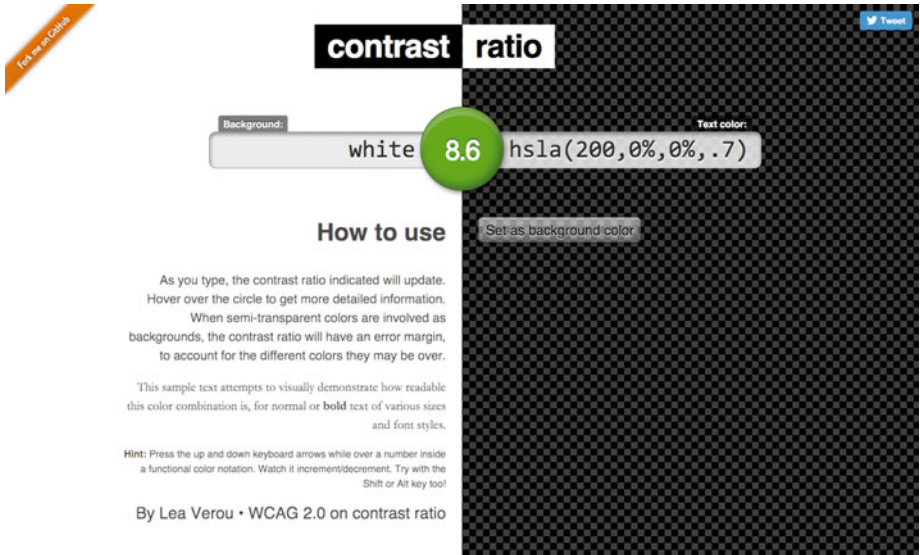 Fork me on GitHub
Tweet
contrast ratio
Background:
Text color:
white 8.6 hsla(200,0%,0%,.7)
How to use
Set as background color
As you type, the contrast ratio indicated will update.
Hover over the circle to get more detailed information.
When semi-transparent colors are involved as
backgrounds, the contrast ratio will have an error margin,
to account for the different colors they may be over.
This sample text attempts to visually demonstrate how readable
this color combination is, for normal or bold text of various sizes
and font styles.
Hint: Press the up and down keyboard arrows while over a number inside
a functional color notation. Watch it increment/decrement. Try with the
Shift or Alt key too!
By Lea Verou • WCAG 2.0 on contrast ratio